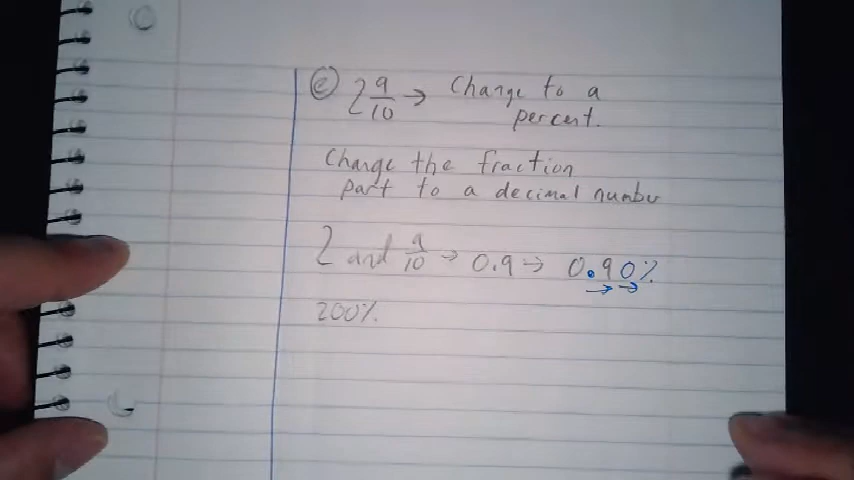 (e) 2 9/10 → Change to a
percent.
Change the fraction
part to a decimal number
2 and 9/10 → 0.9 → 0.90%
200%